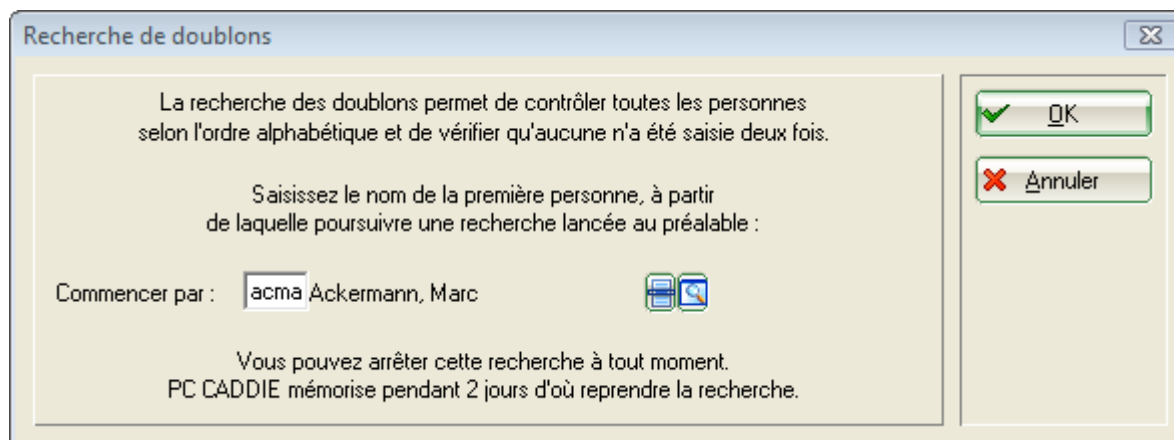 Recherche de doublons
La recherche des doublons permet de contrôler toutes les personnes
selon l'ordre alphabétique et de vérifier qu'aucune n'a été saisie deux fois.
Saisissez le nom de la première personne, à partir
de laquelle poursuivre une recherche lancée au préalable :
Commencer par : acma Ackermann, Marc
Vous pouvez arrêter cette recherche à tout moment.
PC CADDIE mémorise pendant 2 jours d'où reprendre la recherche.
OK
Annuler